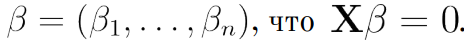 β = (β₁, . . . , βₙ), что Xβ = 0.